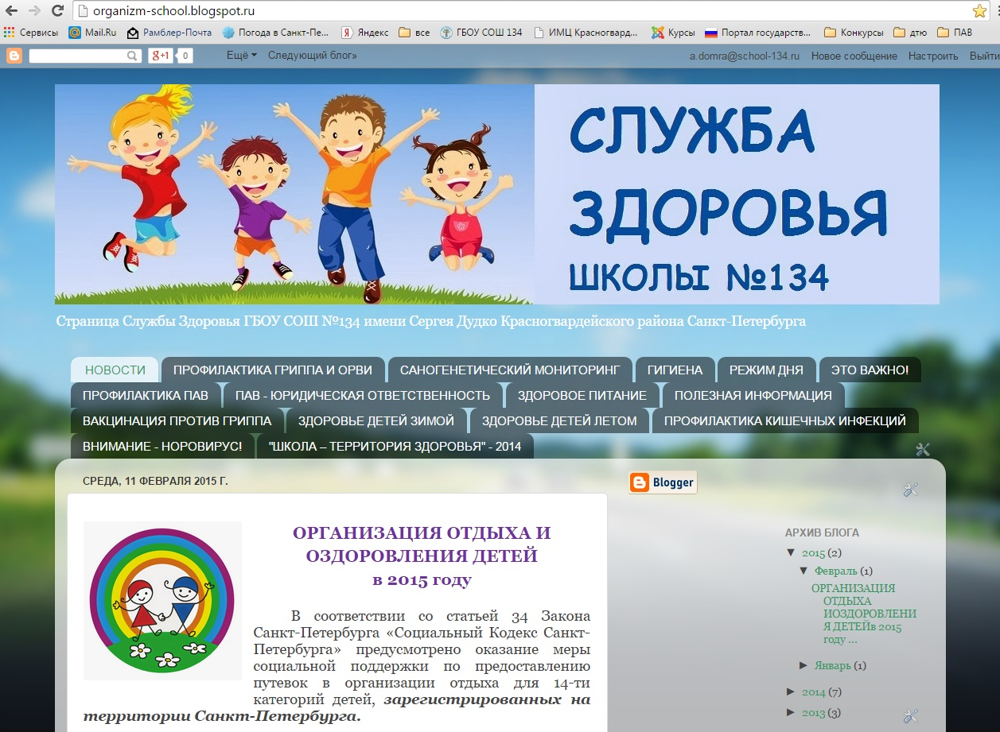 organizm-school.blogspot.ru
Сервисы Mail.Ru Рамблер-Почта Погода в Санкт-Пе... Яндекс все ГБОУ СОШ 134 ИМЦ Красногвард... Курсы Портал государств... Конкурсы дтю ПАВ
g+1 0 Ещё Следующий блог» a.domra@school-134.ru Новое сообщение Настроить Выйти
СЛУЖБА
ЗДОРОВЬЯ
ШКОЛЫ №134
Страница Службы Здоровья ГБОУ СОШ №134 имени Сергея Дудко Красногвардейского района Санкт-Петербурга
НОВОСТИ ПРОФИЛАКТИКА ГРИППА И ОРВИ САНОГЕНЕТИЧЕСКИЙ МОНИТОРИНГ ГИГИЕНА РЕЖИМ ДНЯ ЭТО ВАЖНО!
ПРОФИЛАКТИКА ПАВ ПАВ - ЮРИДИЧЕСКАЯ ОТВЕТСТВЕННОСТЬ ЗДОРОВОЕ ПИТАНИЕ ПОЛЕЗНАЯ ИНФОРМАЦИЯ
ВАКЦИНАЦИЯ ПРОТИВ ГРИППА ЗДОРОВЬЕ ДЕТЕЙ ЗИМОЙ ЗДОРОВЬЕ ДЕТЕЙ ЛЕТОМ ПРОФИЛАКТИКА КИШЕЧНЫХ ИНФЕКЦИЙ
ВНИМАНИЕ - НОРОВИРУС! "ШКОЛА – ТЕРРИТОРИЯ ЗДОРОВЬЯ" - 2014
СРЕДА, 11 ФЕВРАЛЯ 2015 Г.
ОРГАНИЗАЦИЯ ОТДЫХА И
ОЗДОРОВЛЕНИЯ ДЕТЕЙ
в 2015 году
В соответствии со статьей 34 Закона
Санкт-Петербурга «Социальный Кодекс Санкт-
Петербурга» предусмотрено оказание меры
социальной поддержки по предоставлению
путевок в организации отдыха для 14-ти
категорий детей, зарегистрированных на
территории Санкт-Петербурга.
Blogger
АРХИВ БЛОГА
▼ 2015 (2)
▼ Февраль (1)
ОРГАНИЗАЦИЯ
ОТДЫХА
ИОЗДОРОВЛЕНИ
Я ДЕТЕЙв 2015
году ...
► Январь (1)
► 2014 (7)
► 2013 (3)